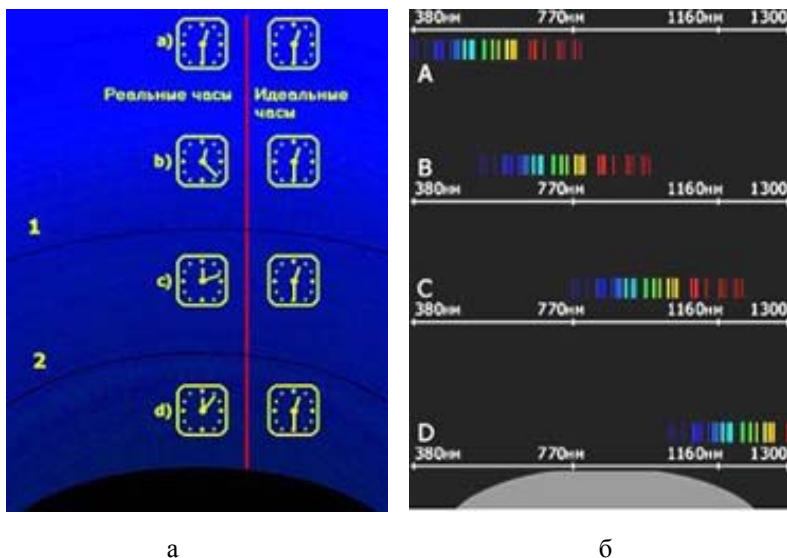 a)
Реальные часы
Идеальные часы
b)
1
c)
2
d)
380нм 770нм 1160нм 1300
A
B
380нм 770нм 1160нм 1300
C
380нм 770нм 1160нм 1300
D
380нм 770нм 1160нм 1300
а б